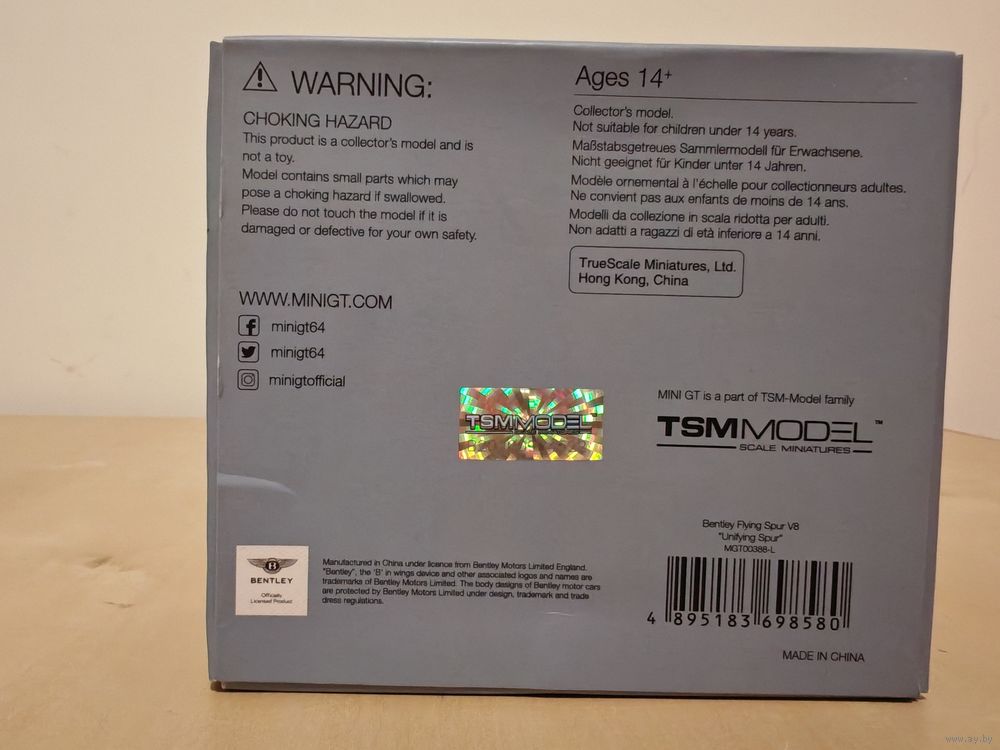 WARNING:
CHOKING HAZARD
This product is a collector's model and is
not a toy.
Model contains small parts which may
pose a choking hazard if swallowed.
Please do not touch the model if it is
damaged or defective for your own safety.
WWW.MINIGT.COM
minigt64
minigt64
minigtofficial
Ages 14+
Collector's model.
Not suitable for children under 14 years.
Maßstabsgetreues Sammlermodell für Erwachsene.
Nicht geeignet für Kinder unter 14 Jahren.
Modèle ornemental à l'échelle pour collectionneurs adultes.
Ne convient pas aux enfants de moins de 14 ans.
Modelli da collezione in scala ridotta per adulti.
Non adatti a ragazzi di età inferiore a 14 anni.
TrueScale Miniatures, Ltd.
Hong Kong, China
TSMMODEL
MINI GT is a part of TSM-Model family
TSMMODEL™
SCALE MINIATURES
B
BENTLEY
Officially
Licensed Product
Manufactured in China under licence from Bentley Motors Limited England.
"Bentley", the 'B' in wings device and other associated logos and names are
trademarks of Bentley Motors Limited. The body designs of Bentley motor cars
are protected by Bentley Motors Limited under design, trademark and trade
dress regulations.
Bentley Flying Spur V8
"Unifying Spur"
MGT00388-L
4 895183 698580
MADE IN CHINA
www.ay.by